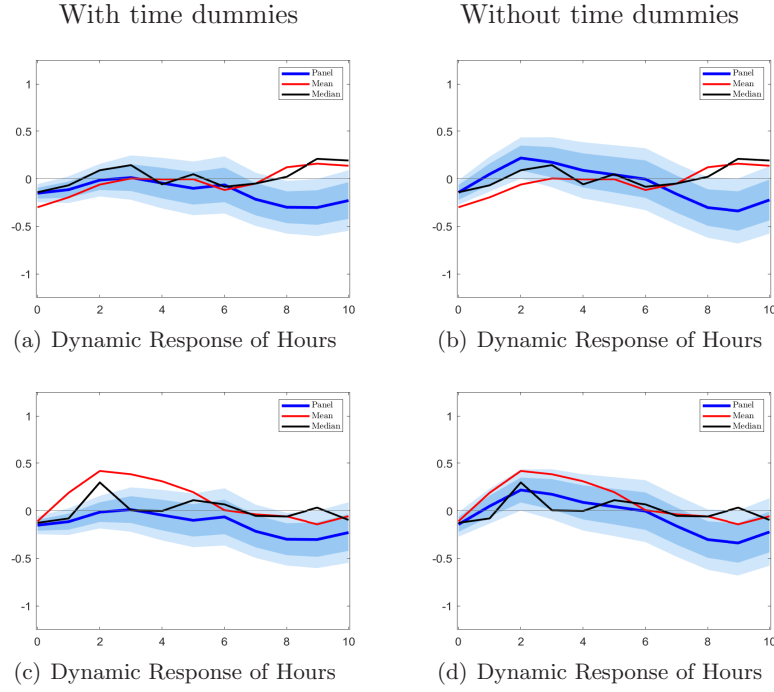 With time dummies
Without time dummies
1
0.5
0
-0.5
-1
0 2 4 6 8 10
Panel
Mean
Median
(a) Dynamic Response of Hours
1
0.5
0
-0.5
-1
0 2 4 6 8 10
Panel
Mean
Median
(b) Dynamic Response of Hours
1
0.5
0
-0.5
-1
0 2 4 6 8 10
Panel
Mean
Median
(c) Dynamic Response of Hours
1
0.5
0
-0.5
-1
0 2 4 6 8 10
Panel
Mean
Median
(d) Dynamic Response of Hours